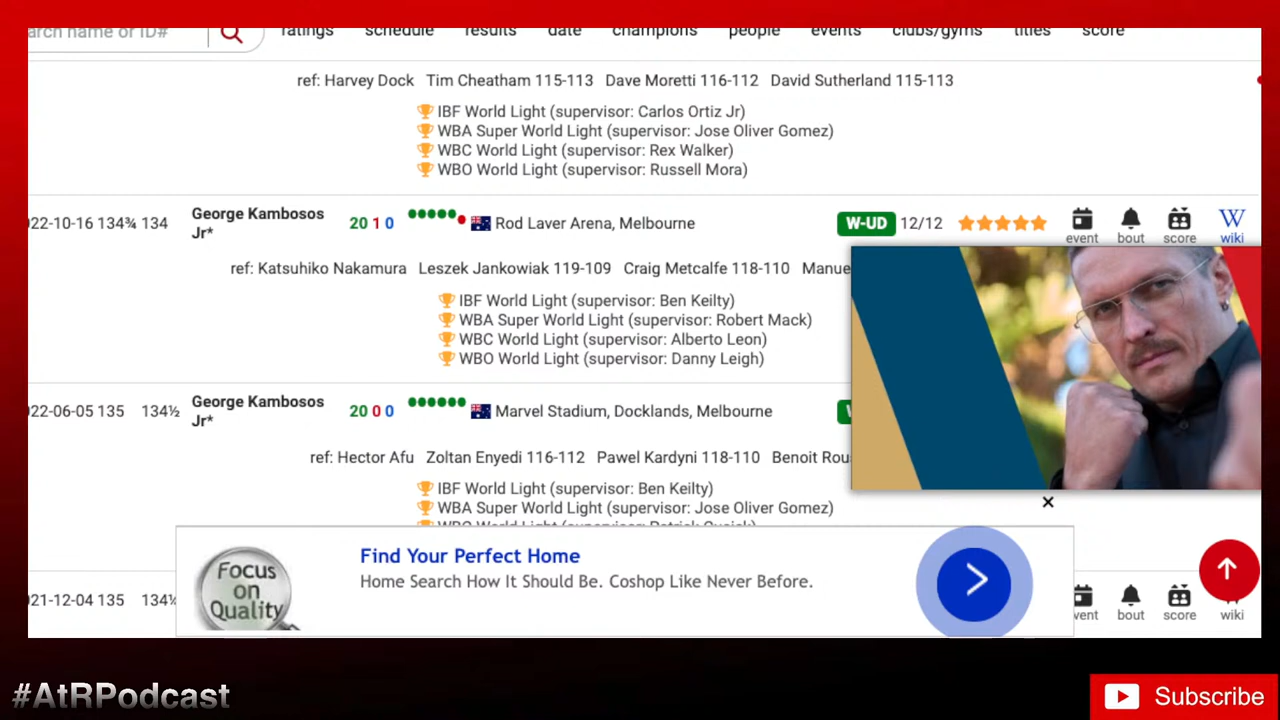 arch name or ID#
ratings schedule results date champions people events clubs/gyms titles score
ref: Harvey Dock Tim Cheatham 115-113 Dave Moretti 116-112 David Sutherland 115-113
IBF World Light (supervisor: Carlos Ortiz Jr)
WBA Super World Light (supervisor: Jose Oliver Gomez)
WBC World Light (supervisor: Rex Walker)
WBO World Light (supervisor: Russell Mora)
022-10-16 134¾ 134 George Kambosos Jr* 20 1 0 Rod Laver Arena, Melbourne W-UD 12/12 event bout score wiki
ref: Katsuhiko Nakamura Leszek Jankowiak 119-109 Craig Metcalfe 118-110 Manue
IBF World Light (supervisor: Ben Keilty)
WBA Super World Light (supervisor: Robert Mack)
WBC World Light (supervisor: Alberto Leon)
WBO World Light (supervisor: Danny Leigh)
022-06-05 135 134½ George Kambosos Jr* 20 0 0 Marvel Stadium, Docklands, Melbourne
ref: Hector Afu Zoltan Enyedi 116-112 Pawel Kardyni 118-110 Benoit Rous
IBF World Light (supervisor: Ben Keilty)
WBA Super World Light (supervisor: Jose Oliver Gomez)
Focus on Quality
Find Your Perfect Home
Home Search How It Should Be. Coshop Like Never Before.
021-12-04 135 134¼ vent bout score wiki
#AtRPodcast
Subscribe